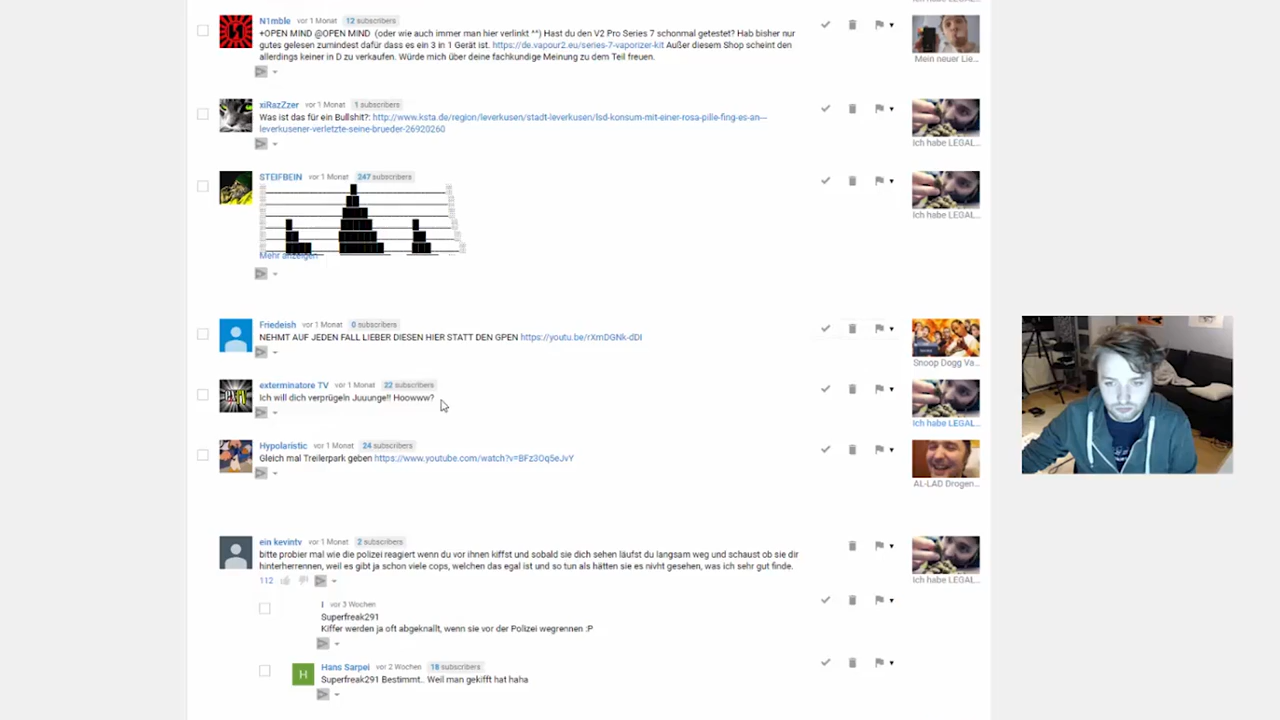 N1mble vor 1 Monat 12 subscribers
+OPEN MIND @OPEN MIND (oder wie auch immer man hier verlinkt ^^) Hast du den V2 Pro Series 7 schonmal getestet? Hab bisher nur
gutes gelesen zumindest dafür dass es ein 3 in 1 Gerät ist. https://de.vapour2.eu/series-7-vaporizer-kit Außer diesem Shop scheint den
allerdings keiner in D zu verkaufen. Würde mich über deine fachkundige Meinung zu dem Teil freuen.
Mein neuer Lie...
xiRazZzer vor 1 Monat 1 subscribers
Was ist das für ein Bullshit?: http://www.ksta.de/region/leverkusen/stadt-leverkusen/lsd-konsum-mit-einer-rosa-pille-fing-es-an---
leverkusener-verletzte-seine-brueder-26920260
Ich habe LEGAL...
STEIFBEIN vor 1 Monat 247 subscribers
Mehr anzeigen
Ich habe LEGAL...
Friedeish vor 1 Monat 0 subscribers
NEHMT AUF JEDEN FALL LIEBER DIESEN HIER STATT DEN GPEN https://youtu.be/rXmDGNk-dDI
Snoop Dogg Va...
exterminatore TV vor 1 Monat 22 subscribers
Ich will dich verprügeln Juuunge!! Hoowww?
Ich habe LEGAL...
Hypolaristic vor 1 Monat 24 subscribers
Gleich mal Treilerpark geben https://www.youtube.com/watch?v=BFz3Oq5eJvY
AL-LAD Drogen...
ein kevintv vor 1 Monat 2 subscribers
bitte probier mal wie die polizei reagiert wenn du vor ihnen kiffst und sobald sie dich sehen läufst du langsam weg und schaust ob sie dir
hinterherrennen, weil es gibt ja schon viele cops, welchen das egal ist und so tun als hätten sie es nivht gesehen, was ich sehr gut finde.
112
Ich habe LEGAL...
I vor 3 Wochen
Superfreak291
Kiffer werden ja oft abgeknallt, wenn sie vor der Polizei wegrennen :P
H
Hans Sarpei vor 2 Wochen 18 subscribers
Superfreak291 Bestimmt.. Weil man gekifft hat haha